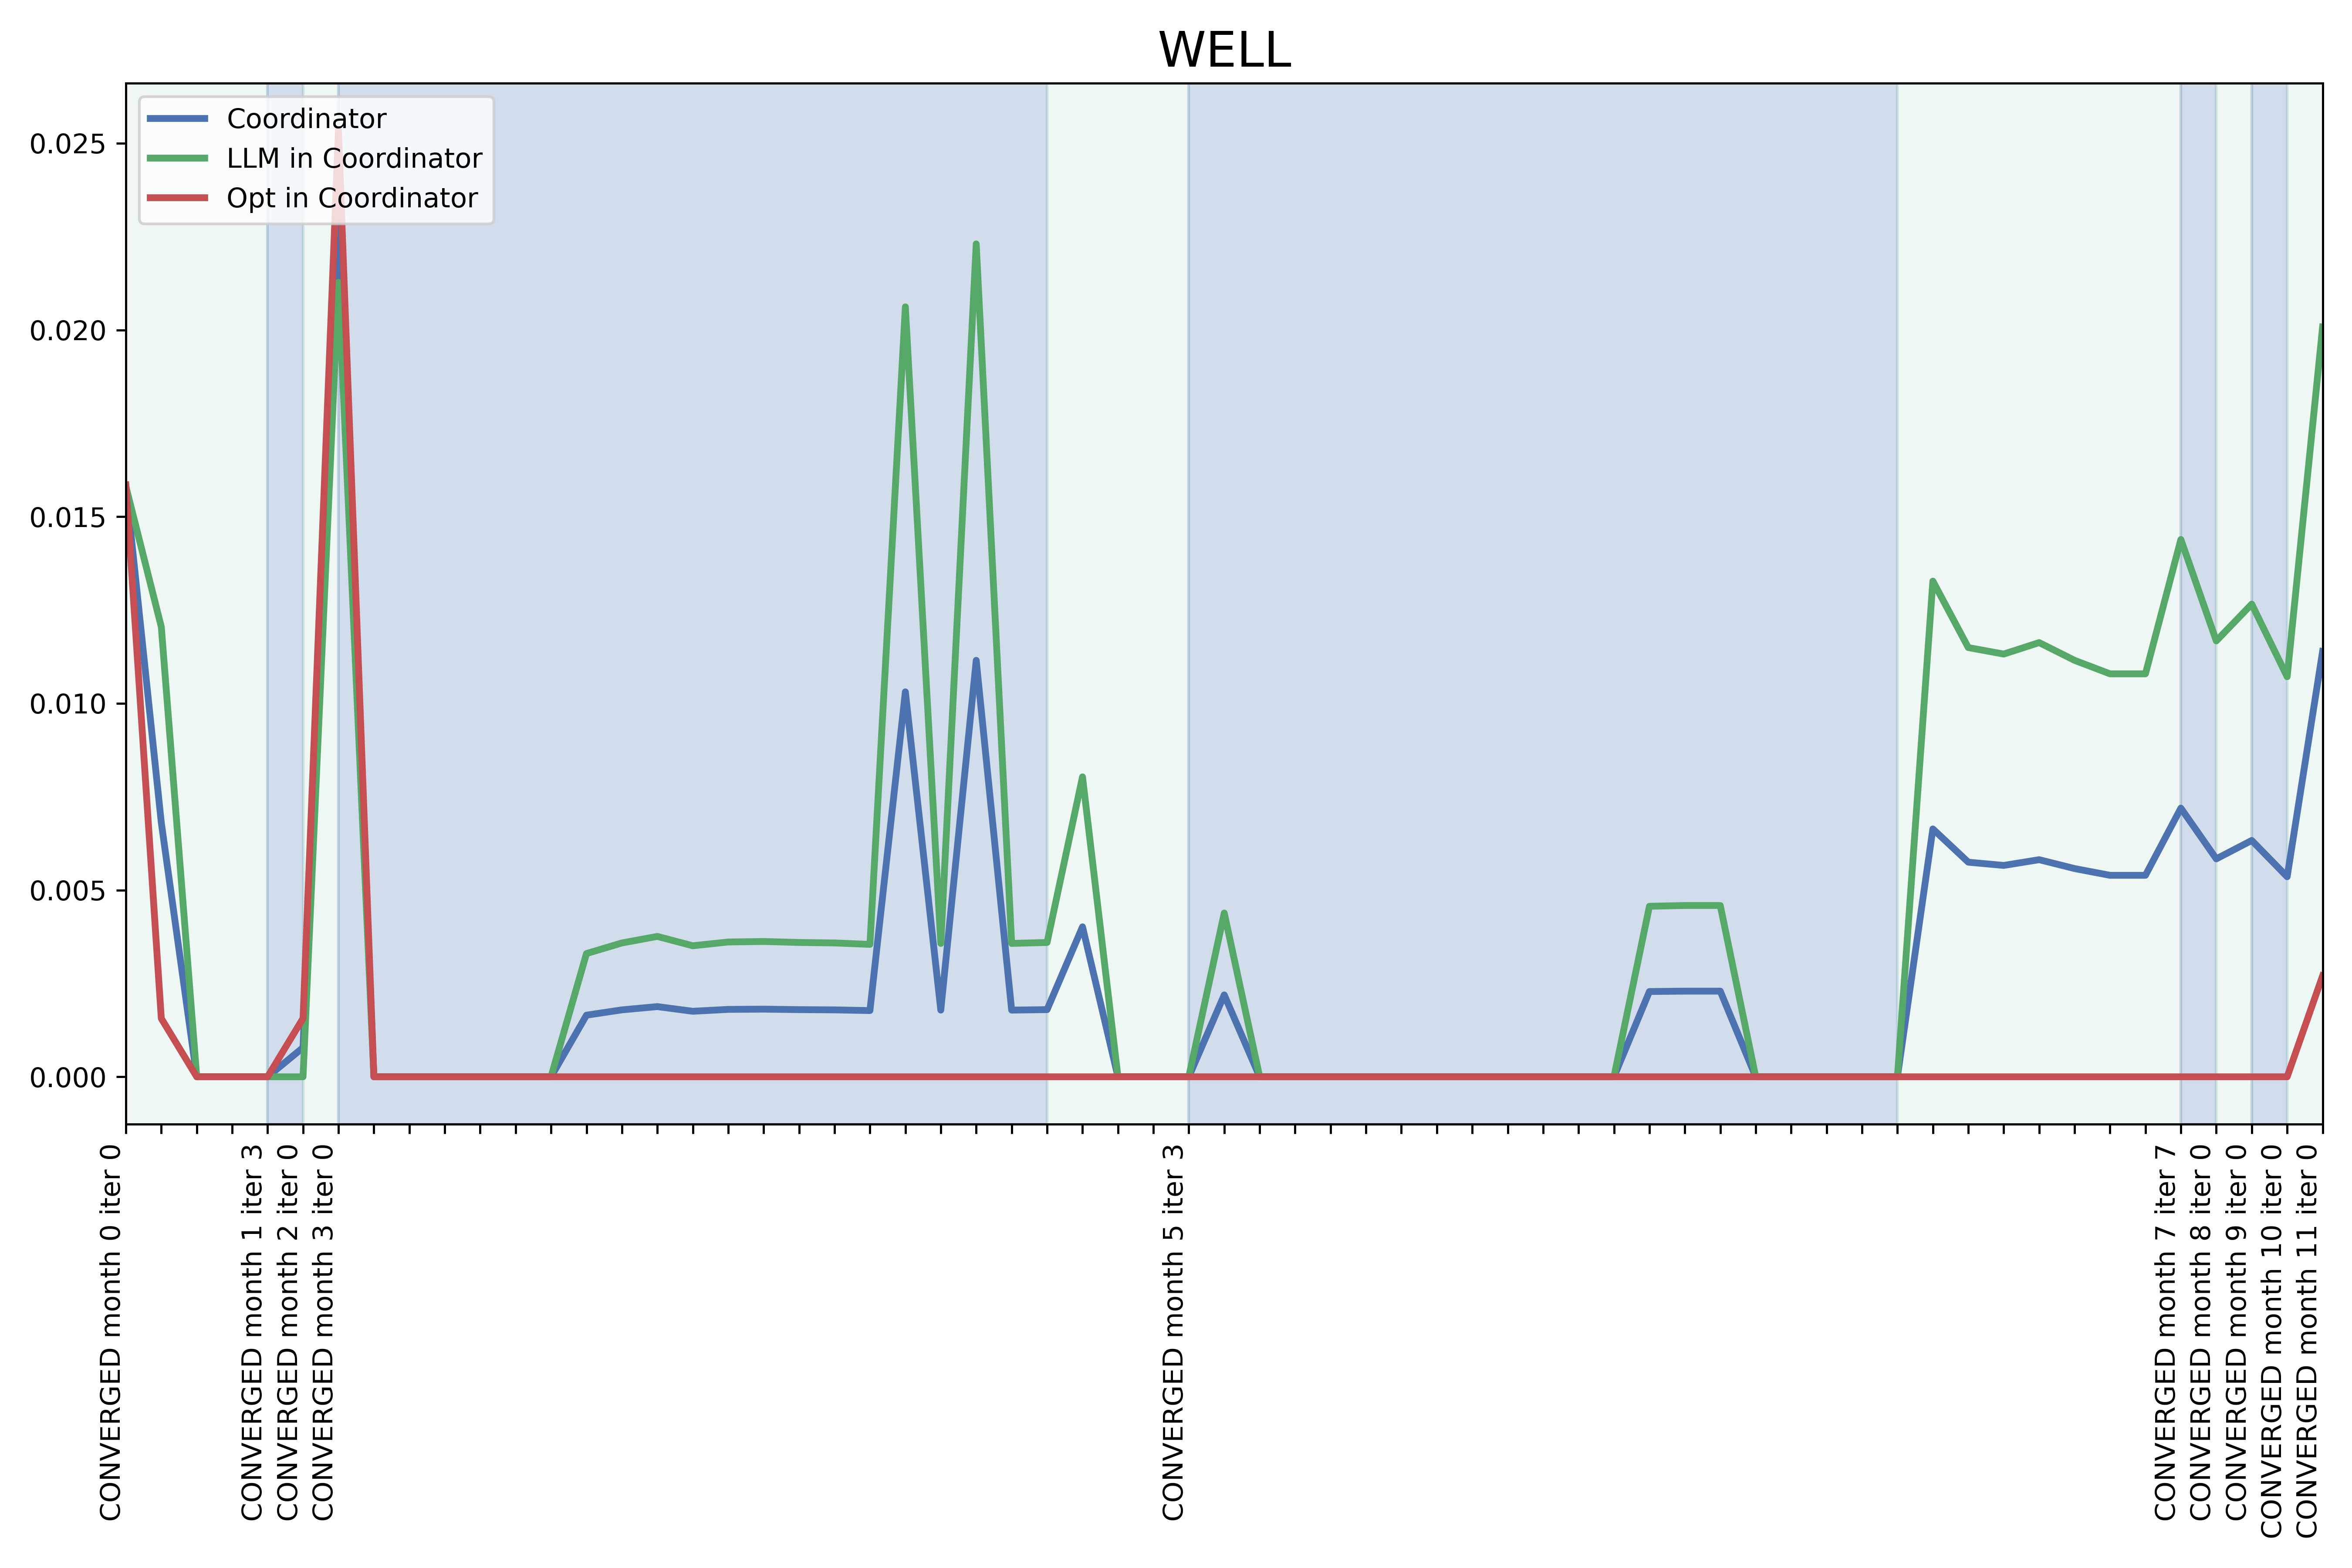 WELL
Coordinator
LLM in Coordinator
Opt in Coordinator
0.025
0.020
0.015
0.010
0.005
0.000
CONVERGED month 0 iter 0
CONVERGED month 1 iter 3
CONVERGED month 2 iter 0
CONVERGED month 3 iter 0
CONVERGED month 5 iter 3
CONVERGED month 7 iter 7
CONVERGED month 8 iter 0
CONVERGED month 9 iter 0
CONVERGED month 10 iter 0
CONVERGED month 11 iter 0